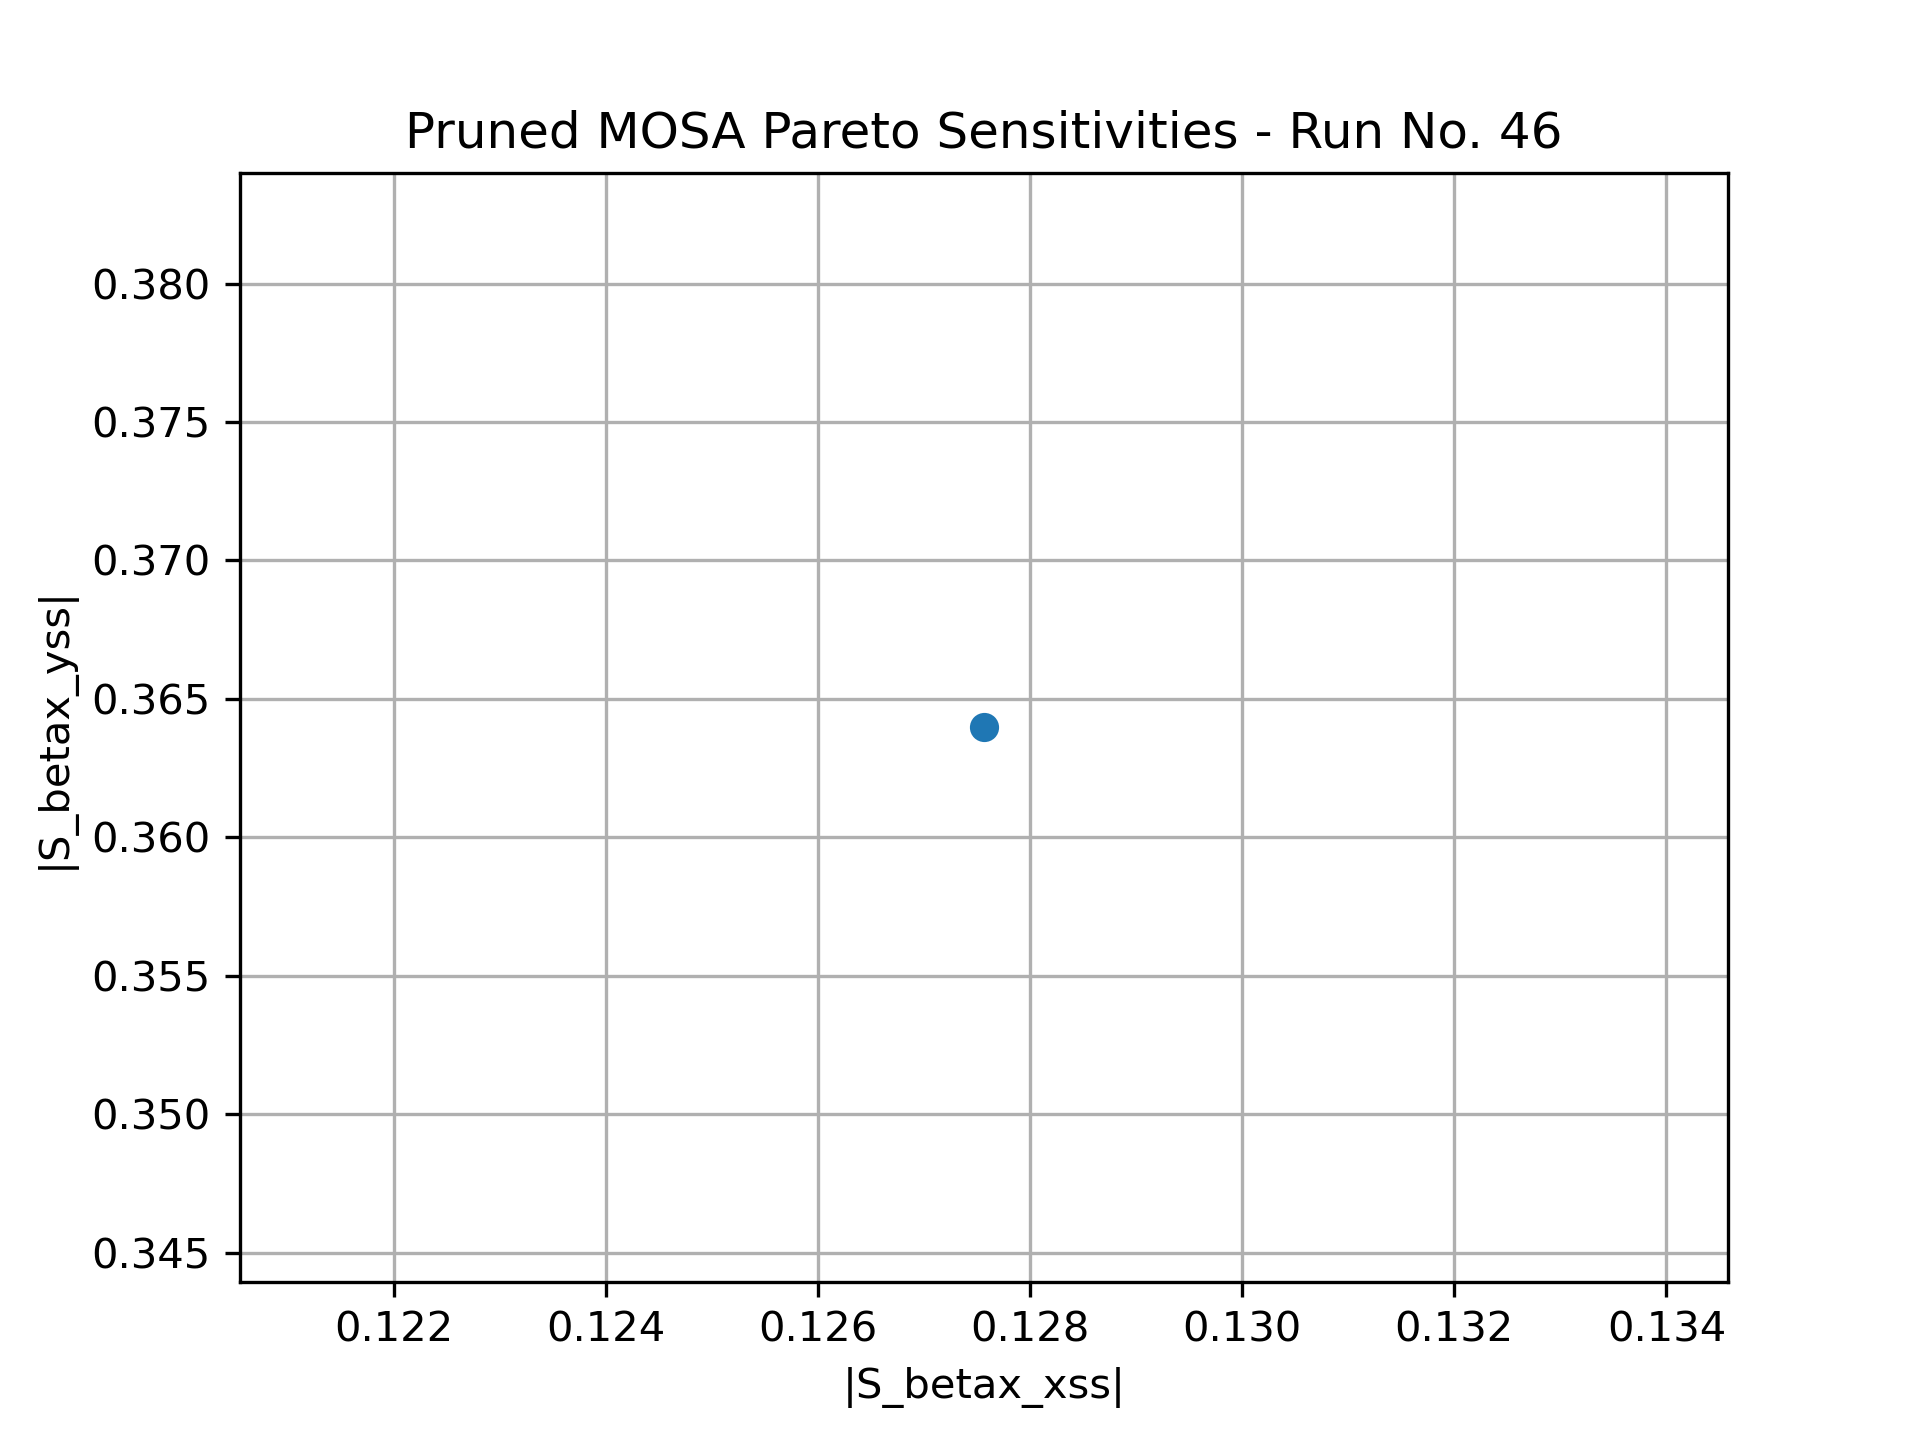 Pruned MOSA Pareto Sensitivities - Run No. 46
|S_betax_yss|
0.380
0.375
0.370
0.365
0.360
0.355
0.350
0.345
0.122 0.124 0.126 0.128 0.130 0.132 0.134
|S_betax_xss|